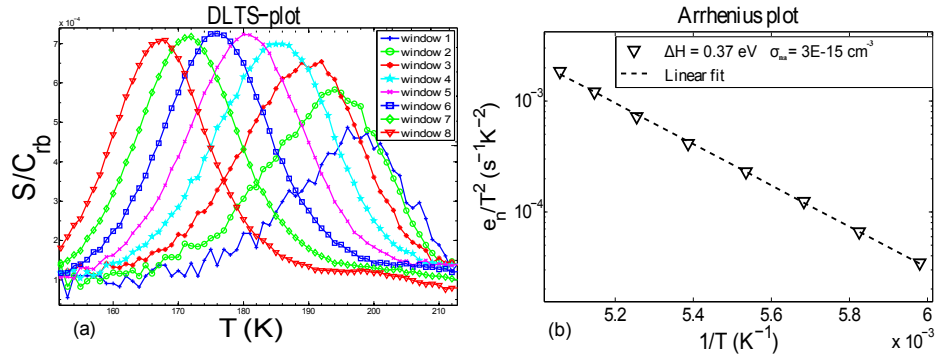 DLTS-plot
x 10^-4
S/C_rb
7
6
5
4
3
2
1
window 1
window 2
window 3
window 4
window 5
window 6
window 7
window 8
160 170 180 190 200 210
(a)
T (K)
Arrhenius plot
e_n/T^2 (s^-1K^-2)
10^-3
10^-4
ΔH = 0.37 eV σ = 3E-15 cm^-3
Linear fit
5.2 5.4 5.6 5.8 6
(b)
1/T (K^-1)
x 10^-3